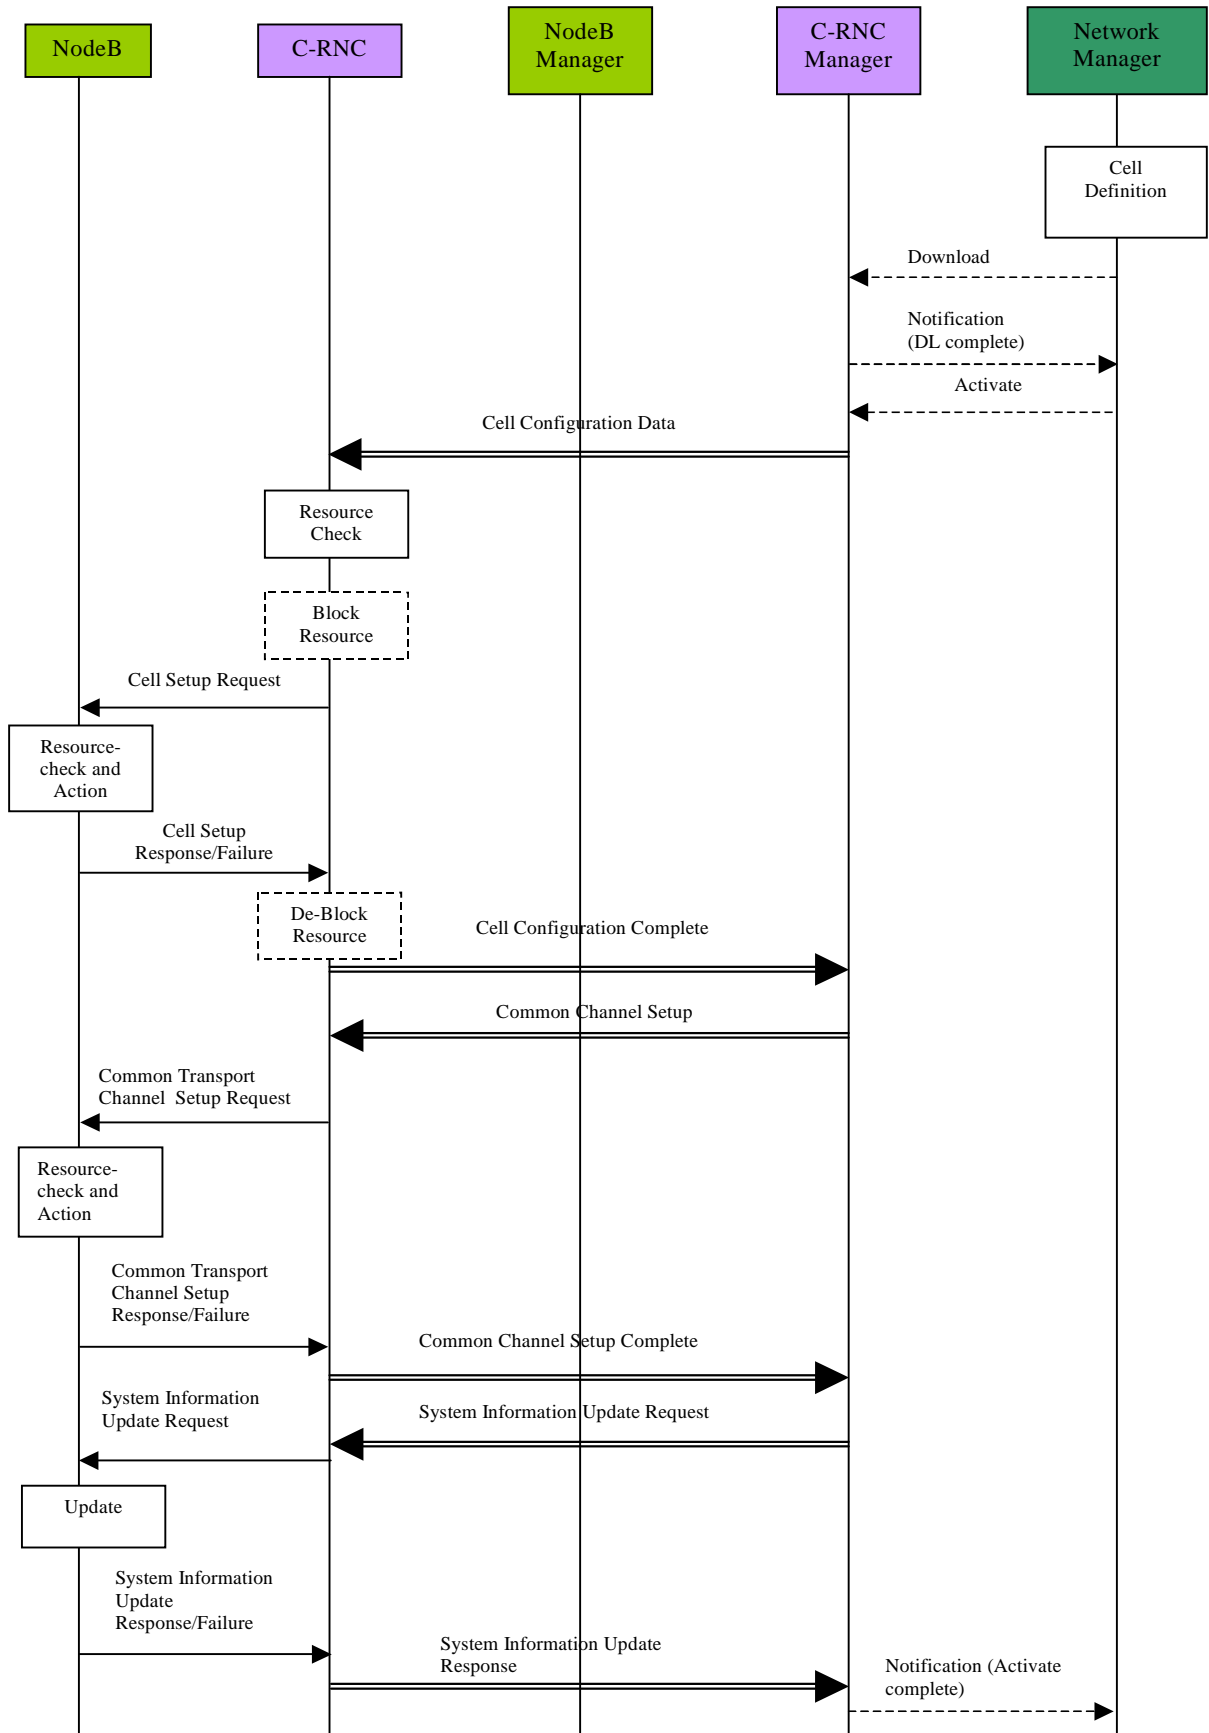 NodeB
C-RNC
NodeB
Manager
C-RNC
Manager
Network
Manager
Cell
Definition
Download
Notification
(DL complete)
Activate
Cell Configuration Data
Resource
Check
Block
Resource
Cell Setup Request
Resource-
check and
Action
Cell Setup
Response/Failure
De-Block
Resource
Cell Configuration Complete
Common Channel Setup
Common Transport
Channel Setup Request
Resource-
check and
Action
Common Transport
Channel Setup
Response/Failure
Common Channel Setup Complete
System Information
Update Request
System Information Update Request
Update
System Information
Update
Response/Failure
System Information Update
Response
Notification (Activate
complete)